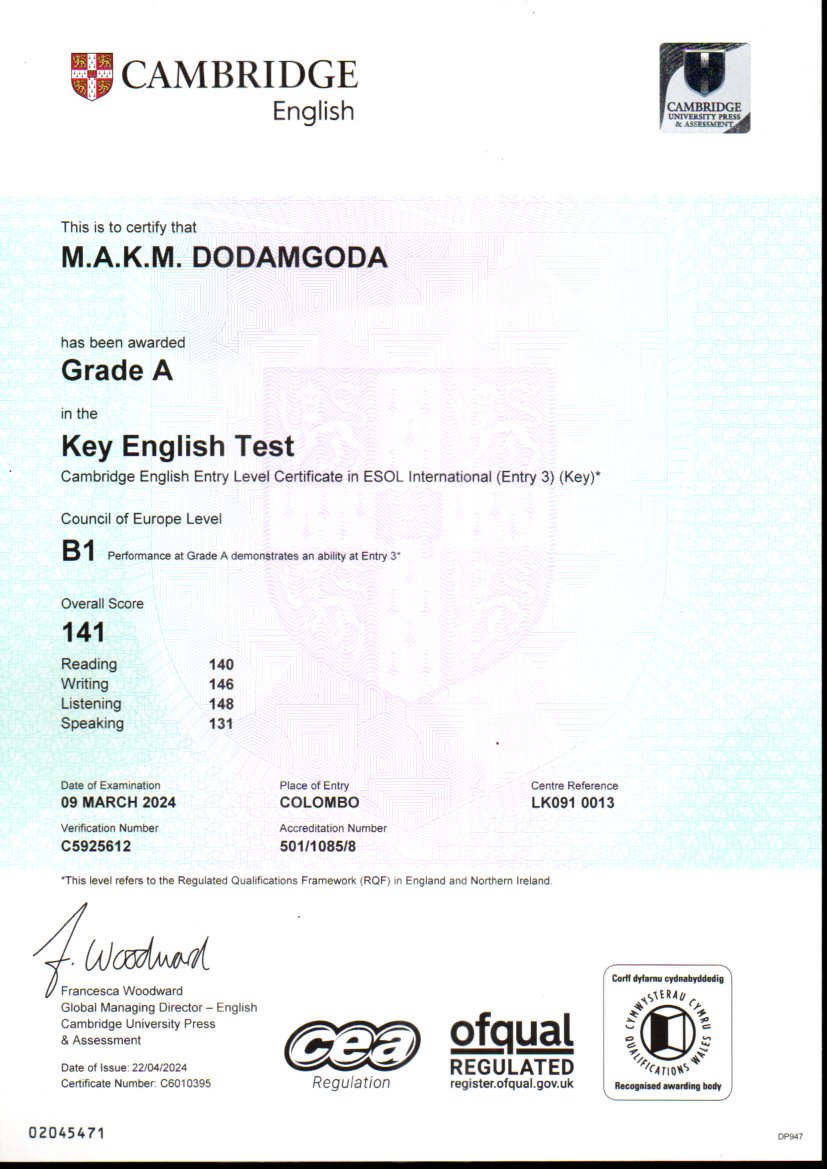 CAMBRIDGE
English
CAMBRIDGE
UNIVERSITY PRESS
& ASSESSMENT
This is to certify that
M.A.K.M. DODAMGODA
has been awarded
Grade A
in the
Key English Test
Cambridge English Entry Level Certificate in ESOL International (Entry 3) (Key)*
Council of Europe Level
B1 Performance at Grade A demonstrates an ability at Entry 3*
Overall Score
141
Reading 140
Writing 146
Listening 148
Speaking 131
Date of Examination Place of Entry Centre Reference
09 MARCH 2024 COLOMBO LK091 0013
Verification Number Accreditation Number
C5925612 501/1085/8
*This level refers to the Regulated Qualifications Framework (RQF) in England and Northern Ireland.
F. Woodward
Francesca Woodward
Global Managing Director – English
Cambridge University Press
& Assessment
Date of Issue: 22/04/2024
Certificate Number: C6010395
cea
Regulation
ofqual
REGULATED
register.ofqual.gov.uk
Corff dyfarnu cydnabyddedig
CYMWYSTERAU CYMRU
QUALIFICATIONS WALES
Recognised awarding body
02045471
DP947